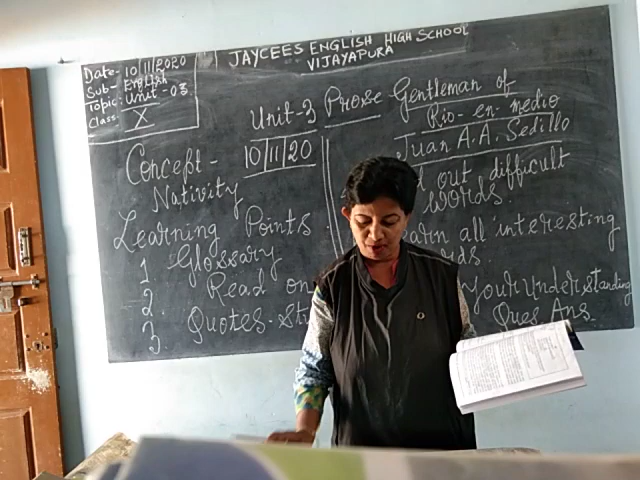 JAYCEES ENGLISH HIGH SCHOOL
VIJAYAPURA
Date- 10/11/2020
Sub- English
Topic: Unit-03
Class- X
Unit-3 Prose Gentleman of
Rio-en-medio
10/11/20
Juan A.A. Sedillo
Concept-
Nativity
out difficult
words.
Learning Points
all interesting
1 Glossary
2. Read on
your understanding
3 Quotes-
Ques Ans.